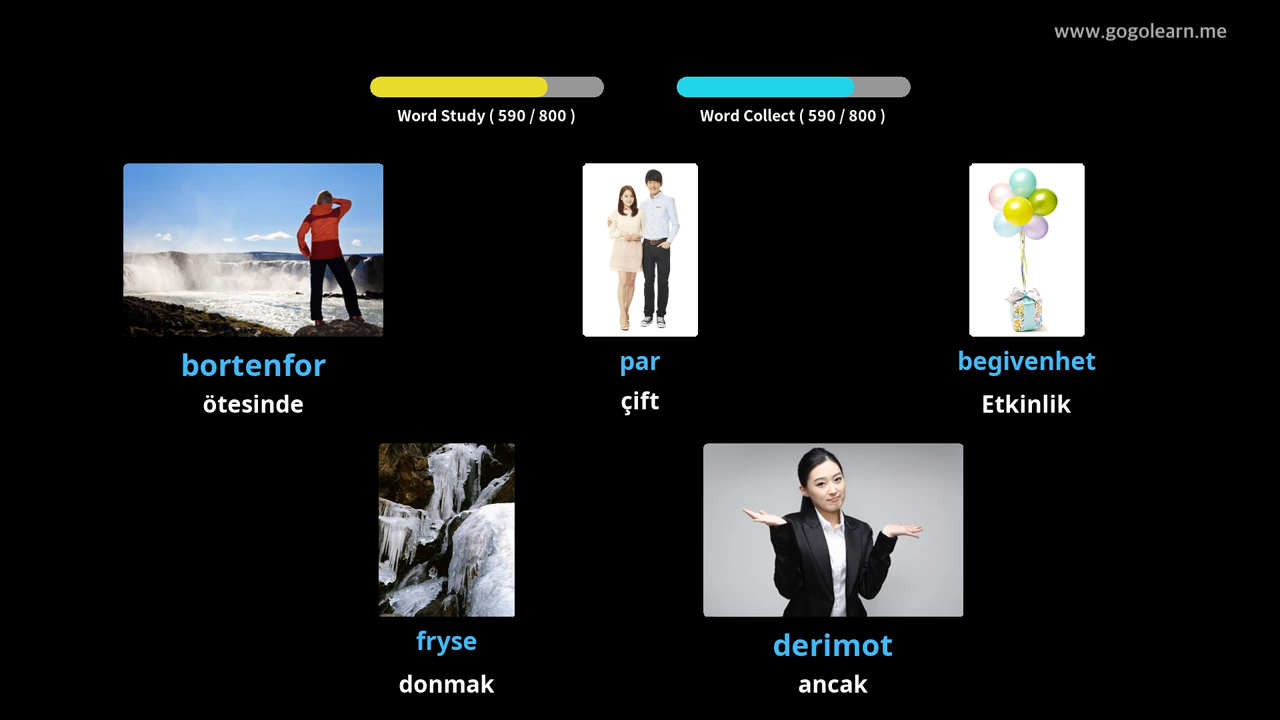 www.gogolearn.me
Word Study ( 590 / 800 )
Word Collect ( 590 / 800 )
bortenfor
ötesinde
par
çift
begivenhet
Etkinlik
fryse
donmak
derimot
ancak